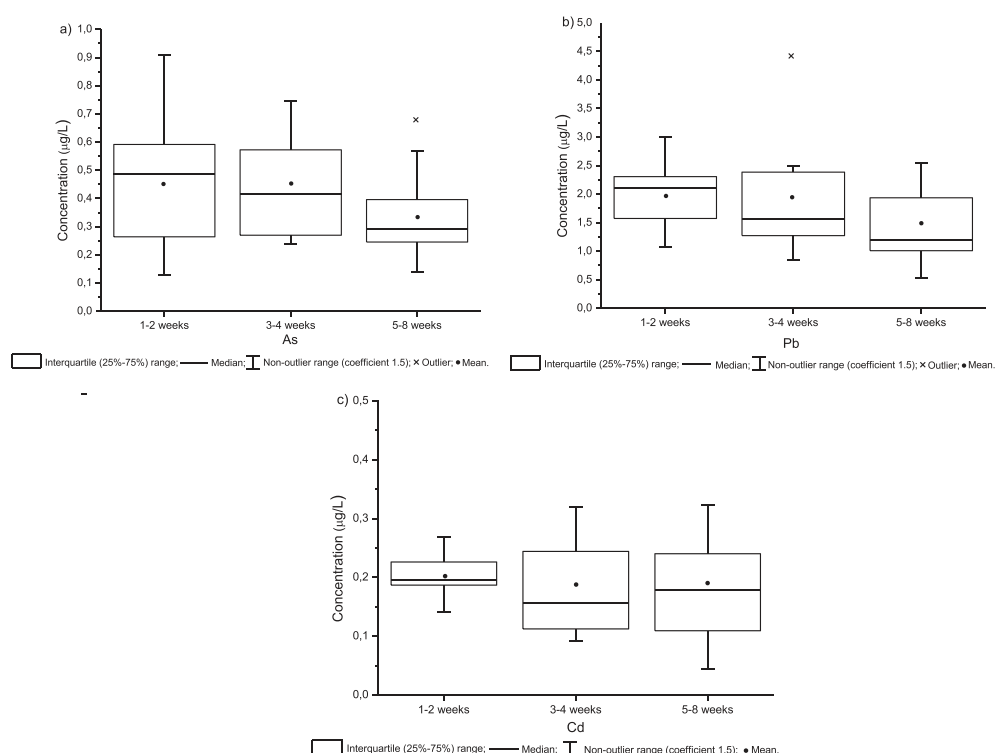 a)
Concentration (µg/L)
1,0
0,9
0,8
0,7
0,6
0,5
0,4
0,3
0,2
0,1
0,0
1-2 weeks 3-4 weeks 5-8 weeks
As
Interquartile (25%-75%) range; Median; Non-outlier range (coefficient 1.5); × Outlier; • Mean.
b)
Concentration (µg/L)
5,0
4,5
4,0
3,5
3,0
2,5
2,0
1,5
1,0
0,5
0,0
1-2 weeks 3-4 weeks 5-8 weeks
Pb
Interquartile (25%-75%) range; Median; Non-outlier range (coefficient 1.5); × Outlier; • Mean.
c)
Concentration (µg/L)
0,5
0,3
0,2
0,1
0,0
1-2 weeks 3-4 weeks 5-8 weeks
Cd
Interquartile (25%-75%) range; Median; Non-outlier range (coefficient 1.5); • Mean.